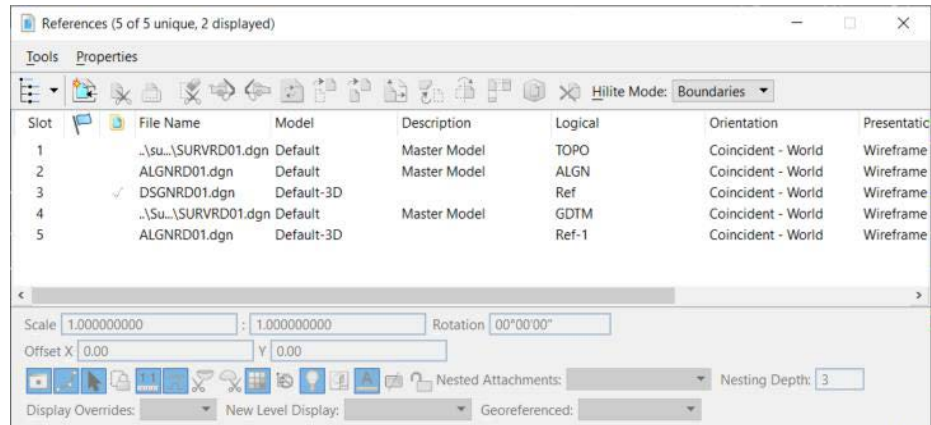 References (5 of 5 unique, 2 displayed)
Tools Properties
Hilite Mode: Boundaries
Slot File Name Model Description Logical Orientation Presentatio
1 ..\su...\SURVRD01.dgn Default Master Model TOPO Coincident - World Wireframe
2 ALGNRD01.dgn Default Master Model ALGN Coincident - World Wireframe
3 DSGNRD01.dgn Default-3D Ref Coincident - World Wireframe
4 ..\Su...\SURVRD01.dgn Default Master Model GDTM Coincident - World Wireframe
5 ALGNRD01.dgn Default-3D Ref-1 Coincident - World Wireframe
Scale 1.000000000 : 1.000000000 Rotation 00°00'00"
Offset X 0.00 Y 0.00
1:1 A Nested Attachments: Nesting Depth: 3
Display Overrides: New Level Display: Georeferenced: